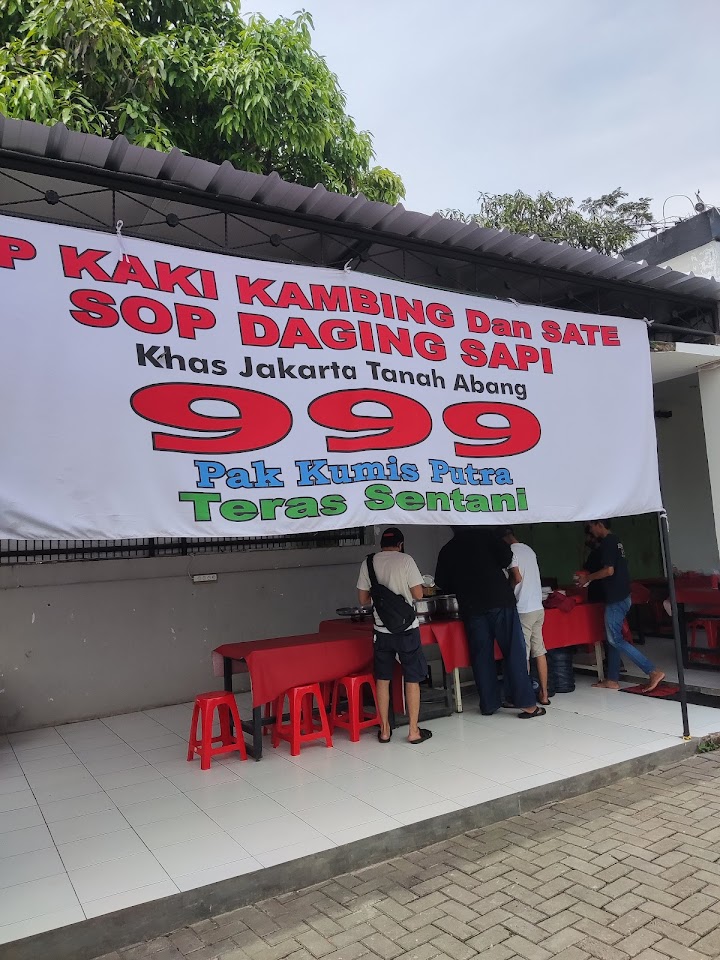 P KAKI KAMBING Dan SATE
SOP DAGING SAPI
Khas Jakarta Tanah Abang
999
Pak Kumis Putra
Teras Sentani